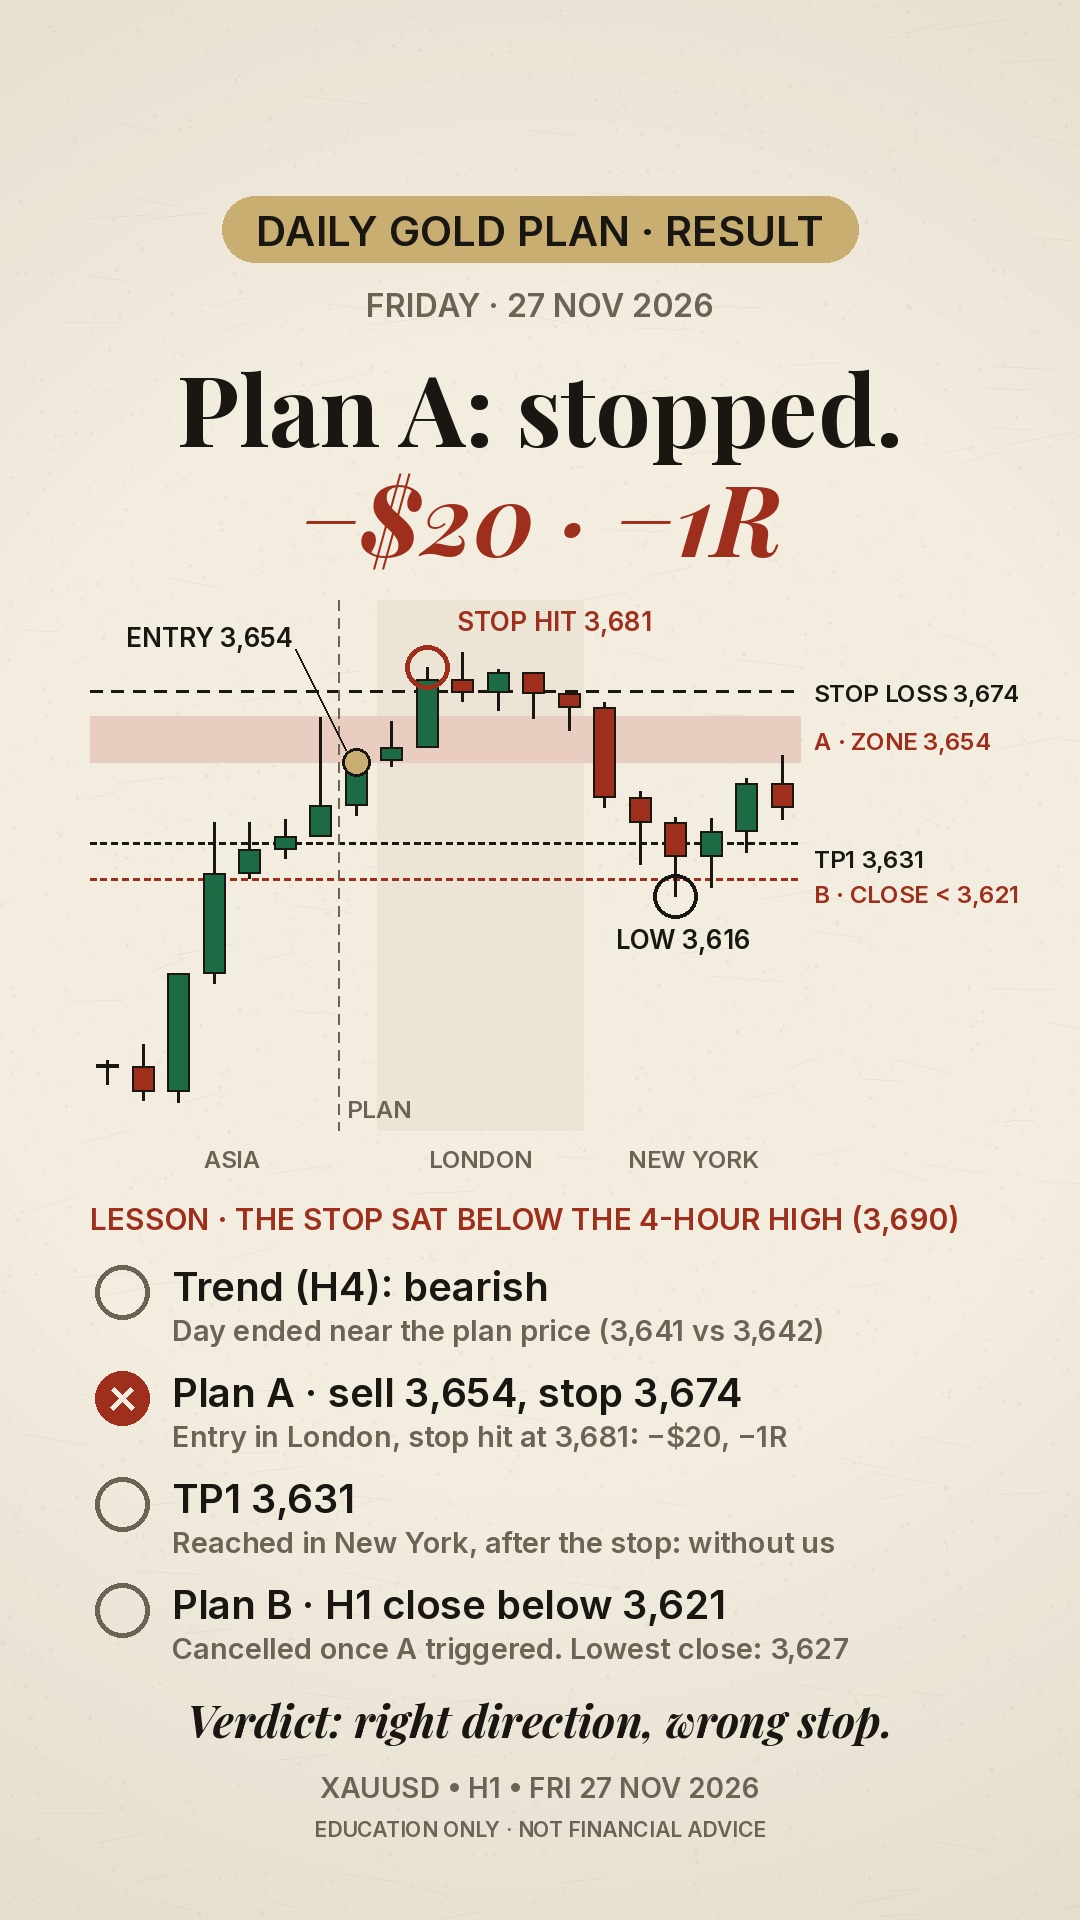 DAILY GOLD PLAN · RESULT
FRIDAY · 27 NOV 2026
Plan A: stopped.
–$20 · –1R
STOP HIT 3,681
ENTRY 3,654
STOP LOSS 3,674
A · ZONE 3,654
TP1 3,631
B · CLOSE < 3,621
LOW 3,616
PLAN
ASIA
LONDON
NEW YORK
LESSON · THE STOP SAT BELOW THE 4-HOUR HIGH (3,690)
Trend (H4): bearish
Day ended near the plan price (3,641 vs 3,642)
Plan A · sell 3,654, stop 3,674
Entry in London, stop hit at 3,681: −$20, −1R
TP1 3,631
Reached in New York, after the stop: without us
Plan B · H1 close below 3,621
Cancelled once A triggered. Lowest close: 3,627
Verdict: right direction, wrong stop.
XAUUSD • H1 • FRI 27 NOV 2026
EDUCATION ONLY · NOT FINANCIAL ADVICE